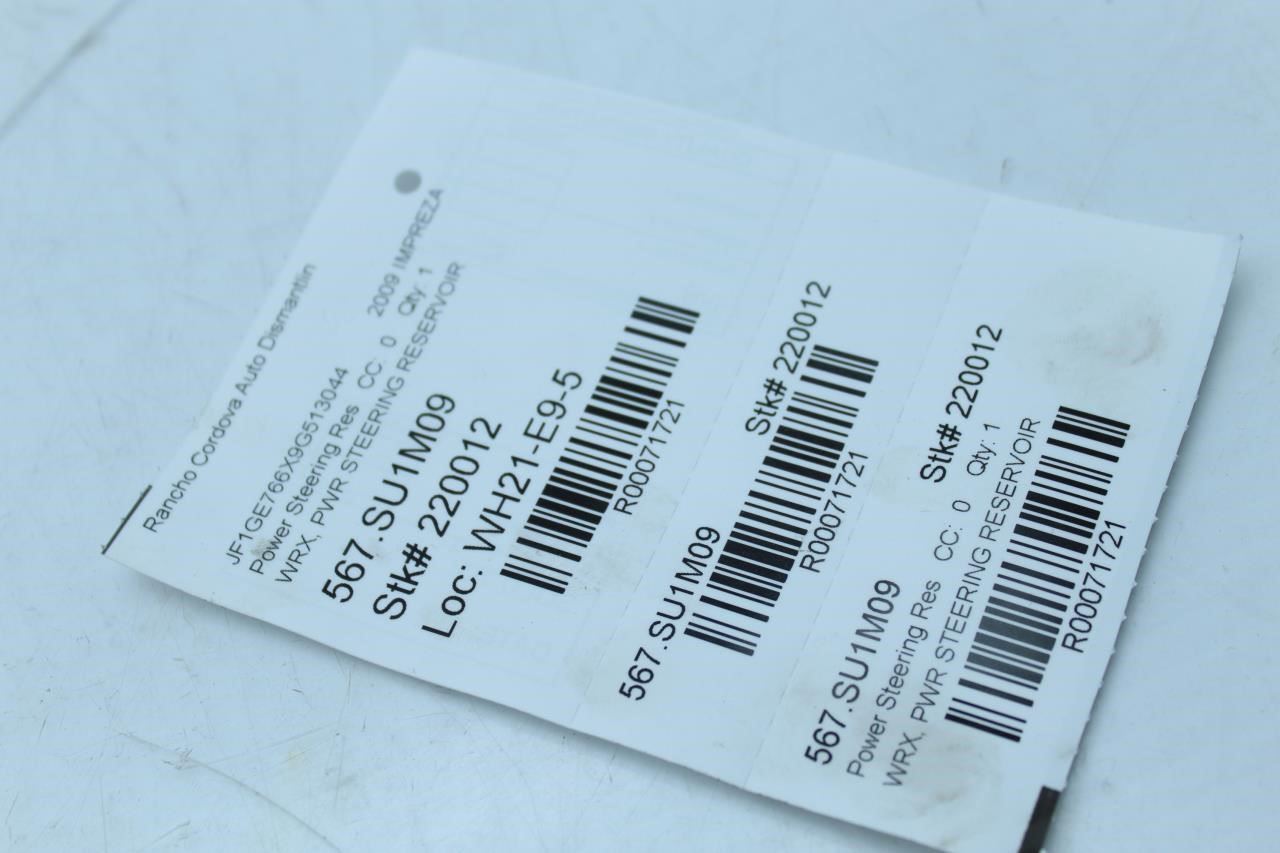 Rancho Cordova Auto Dismantlin
JF1GE766X9G513044 2009 IMPREZA
Power Steering Res CC: 0 Qty: 1
WRX, PWR STEERING RESERVOIR
567.SU1M09
Stk# 220012
Loc: WH21-E9-5
R00071721
567.SU1M09 Stk# 220012
R00071721
567.SU1M09 Stk# 220012
Power Steering Res CC: 0 Qty: 1
WRX, PWR STEERING RESERVOIR
R00071721